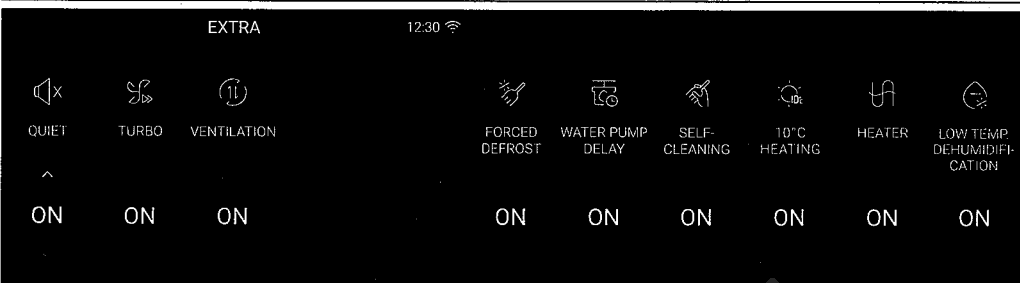 EXTRA
12:30
QUIET
TURBO
VENTILATION
FORCED
DEFROST
WATER PUMP
DELAY
SELF-
CLEANING
10°C
HEATING
HEATER
LOW TEMP.
DEHUMIDIFI-
CATION
ON
ON
ON
ON
ON
ON
ON
ON
ON